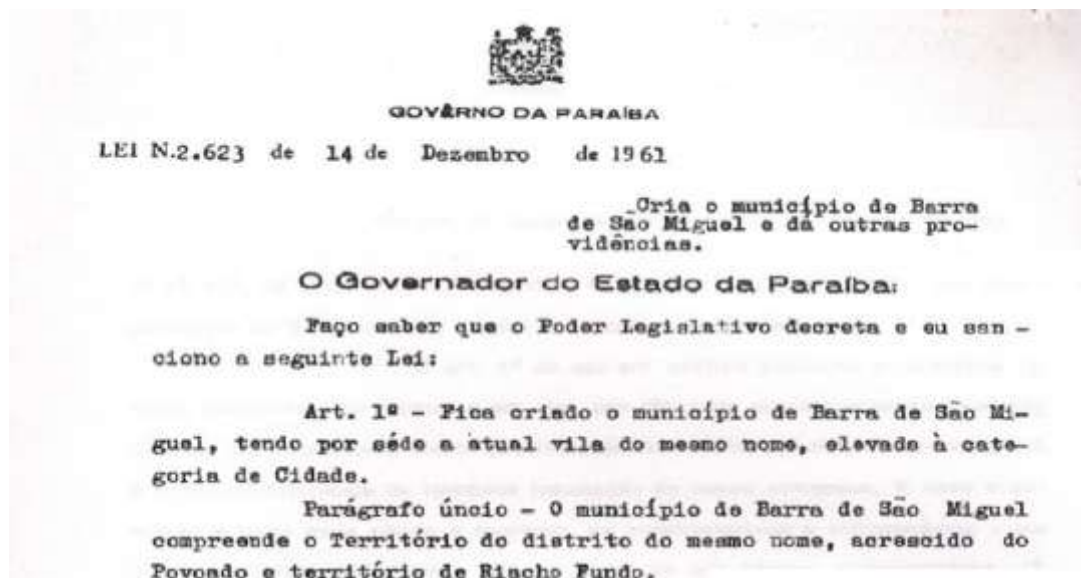 GOVÊRNO DA PARAÍBA
LEI N.2.623 de 14 de Dezembro de 1961
Cria o município de Barra
de São Miguel e dá outras pro-
vidências.
O Governador do Estado da Paraíba:
Faço saber que o Poder Legislativo decreta e eu san -
ciono a seguinte Lei:
Art. 1º - Fica criado o município de Barra de São Mi-
guel, tendo por séde a atual vila do mesmo nome, elevada à cate-
goria de Cidade.
Parágrafo úncio - O município de Barra de São Miguel
compreende o Território do distrito do mesmo nome, acrescido do
Povoado e território de Riacho Fundo.